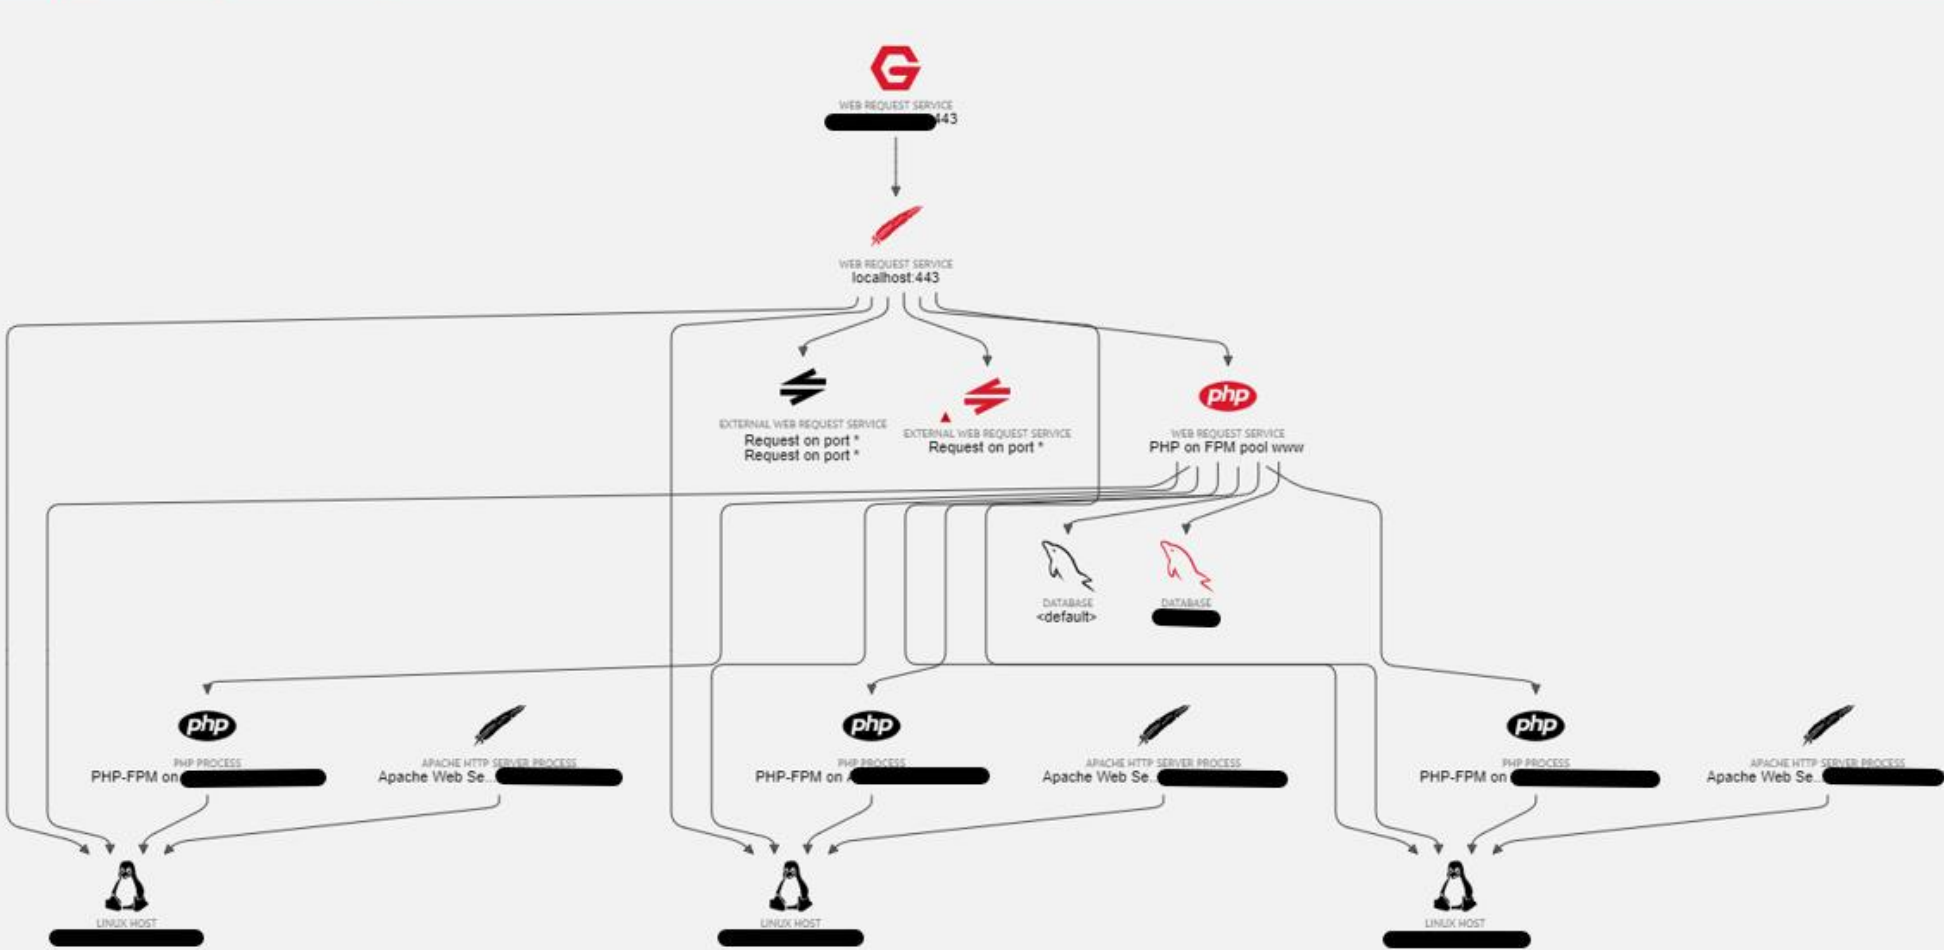 WEB REQUEST SERVICE
443
WEB REQUEST SERVICE
localhost:443
EXTERNAL WEB REQUEST SERVICE
Request on port *
Request on port *
EXTERNAL WEB REQUEST SERVICE
Request on port *
php
WEB REQUEST SERVICE
PHP on FPM pool www
DATABASE
<default>
DATABASE
php
PHP PROCESS
PHP-FPM on
APACHE HTTP SERVER PROCESS
Apache Web Se...
php
PHP PROCESS
PHP-FPM on
APACHE HTTP SERVER PROCESS
Apache Web Se...
php
PHP PROCESS
PHP-FPM on
APACHE HTTP SERVER PROCESS
Apache Web Se...
LINUX HOST
LINUX HOST
LINUX HOST